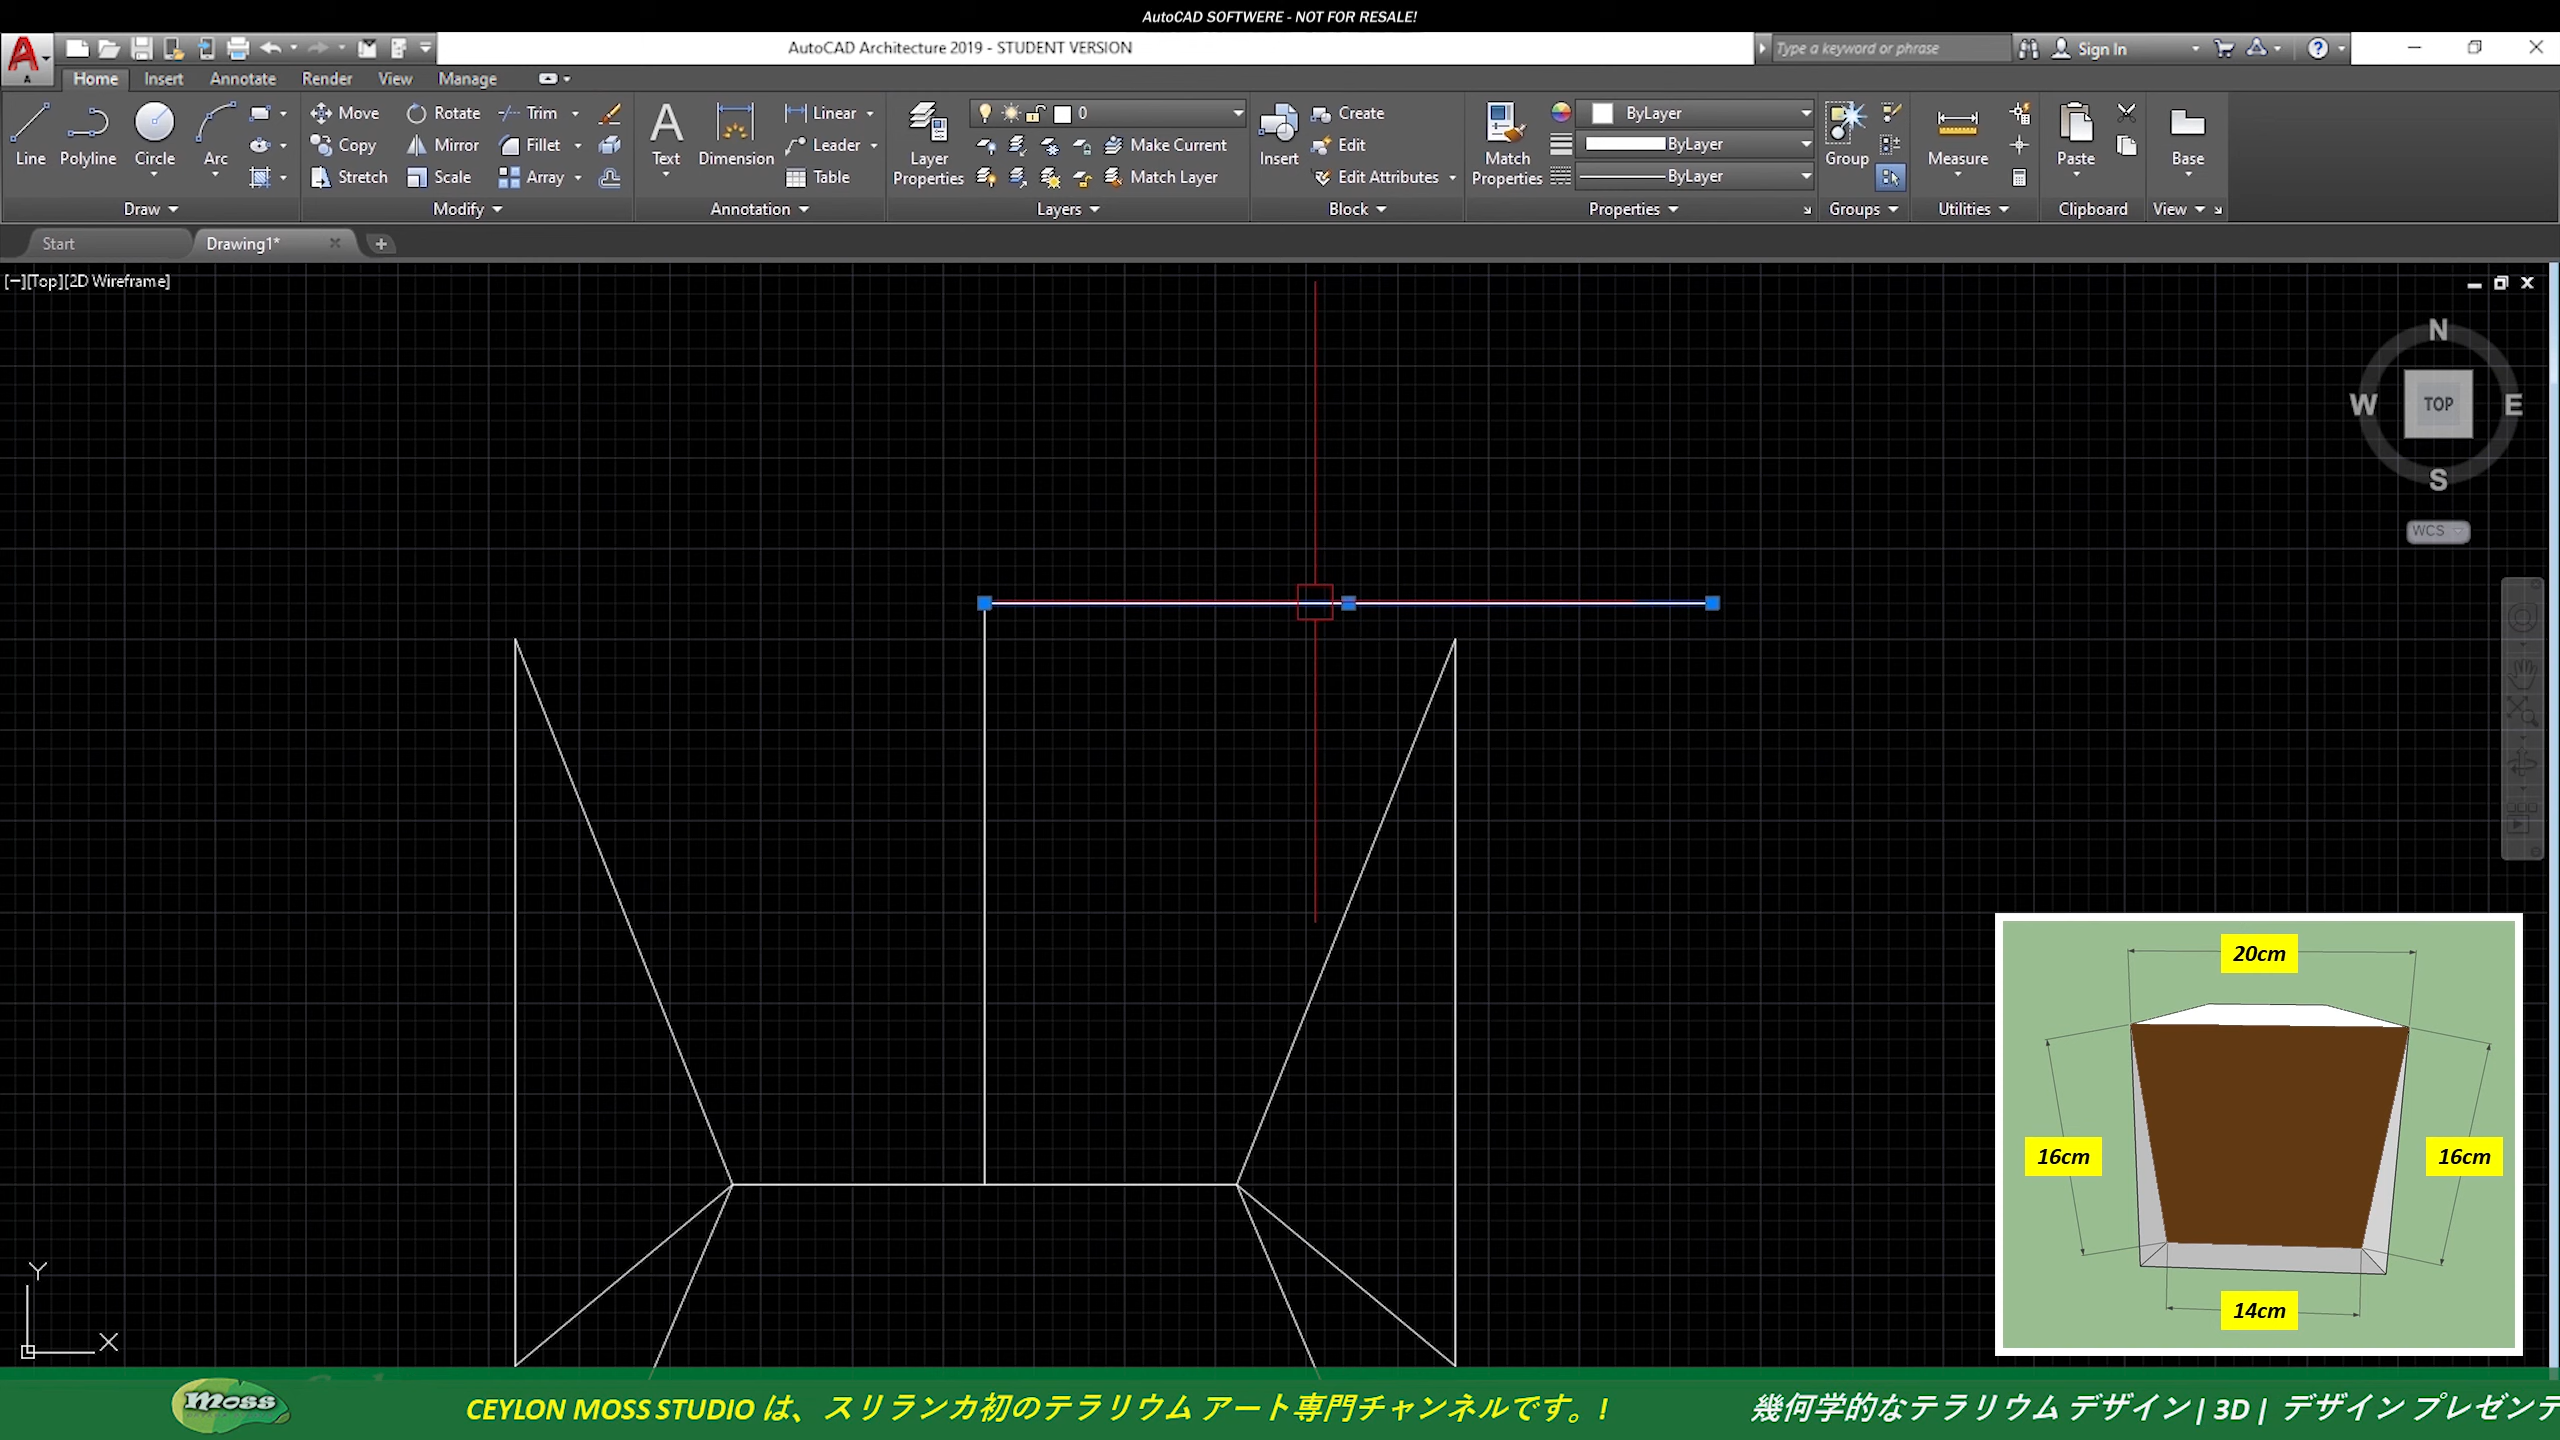 AutoCAD SOFTWERE - NOT FOR RESALE!
AutoCAD Architecture 2019 - STUDENT VERSION
Type a keyword or phrase
Sign In
Home Insert Annotate Render View Manage
Line Polyline Circle Arc
Move Rotate Trim
Copy Mirror Fillet
Stretch Scale Array
Text Dimension
Linear
Leader
Table
Layer Properties
0
Make Current
Match Layer
Insert
Create
Edit
Edit Attributes
Match Properties
ByLayer
ByLayer
ByLayer
Group
Measure
Paste
Base
Draw Modify Annotation Layers Block Properties Groups Utilities Clipboard View
Start Drawing1*
[−][Top][2D Wireframe]
N
W TOP E
S
WCS
20cm
16cm 16cm
14cm
Y
X
moss
CEYLON MOSS STUDIO は、スリランカ初のテラリウム アート専門チャンネルです。!
幾何学的なテラリウム デザイン | 3D | デザイン プレゼンテ